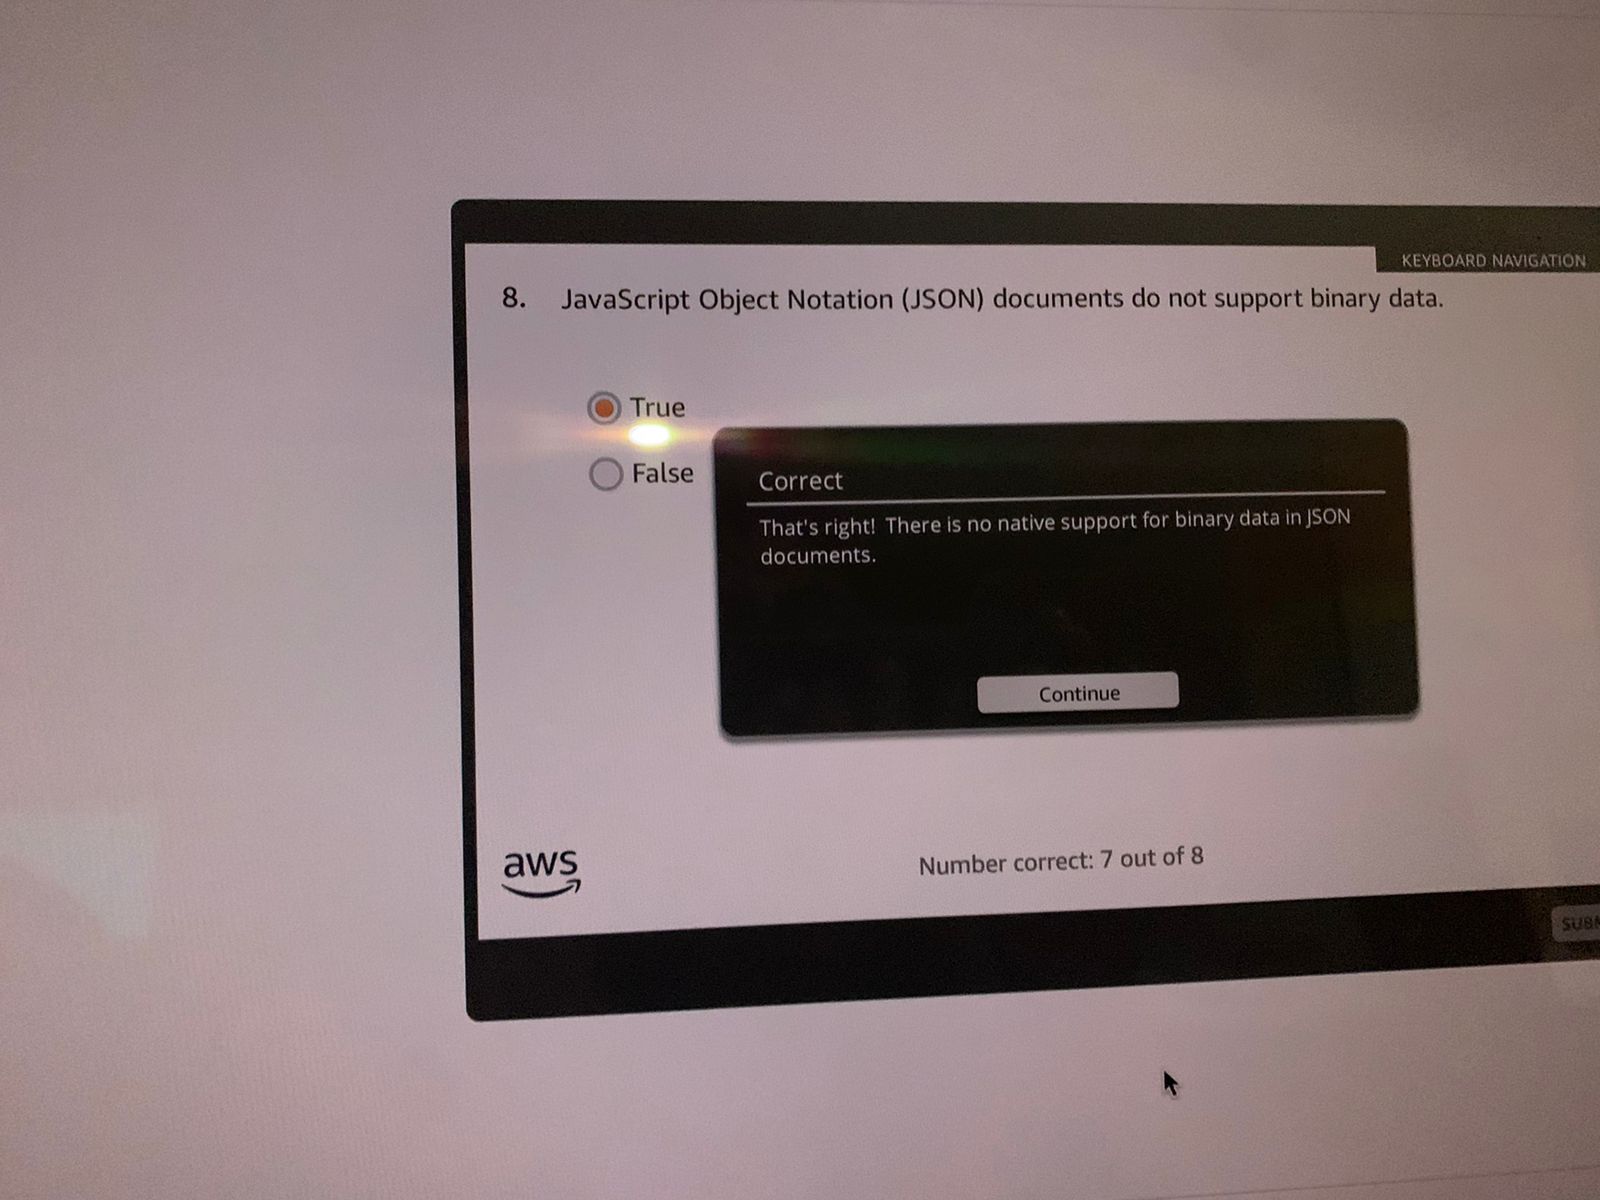 KEYBOARD NAVIGATION
8. JavaScript Object Notation (JSON) documents do not support binary data.
True
False
Correct
That's right! There is no native support for binary data in JSON
documents.
Continue
aws
Number correct: 7 out of 8